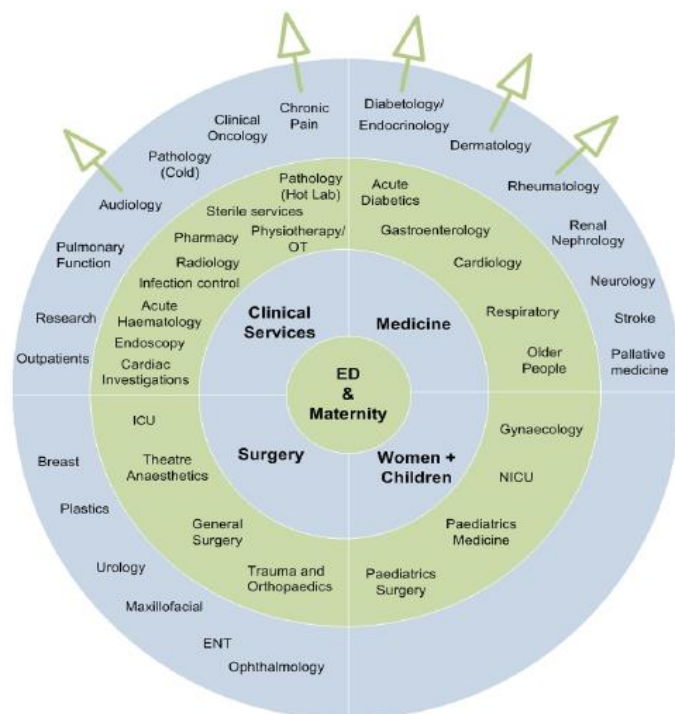 Chronic
Pain
Clinical
Oncology
Pathology
(Cold)
Audiology
Pulmonary
Function
Research
Outpatients
Diabetology/
Endocrinology
Dermatology
Rheumatology
Renal
Nephrology
Neurology
Stroke
Pallative
medicine
Pathology
(Hot Lab)
Sterile services
Physiotherapy/
OT
Pharmacy
Radiology
Infection control
Acute
Haematology
Endoscopy
Cardiac
Investigations
Acute
Diabetics
Gastroenterology
Cardiology
Respiratory
Older
People
Clinical
Services
Medicine
ED
&
Maternity
Surgery
Women +
Children
ICU
Theatre
Anaesthetics
General
Surgery
Trauma and
Orthopaedics
Gynaecology
NICU
Paediatrics
Medicine
Paediatrics
Surgery
Breast
Plastics
Urology
Maxillofacial
ENT
Ophthalmology